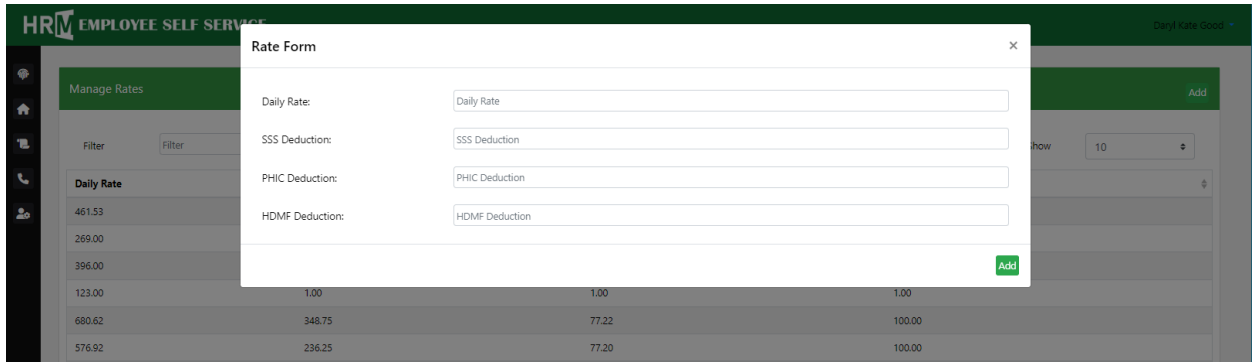 HRM EMPLOYEE SELF SERVICE
Daryl Kate Good
Rate Form ×
Manage Rates Add
Daily Rate: Daily Rate
Filter Filter SSS Deduction: SSS Deduction Show 10
PHIC Deduction: PHIC Deduction
Daily Rate
HDMF Deduction: HDMF Deduction
461.53
269.00
396.00 Add
123.00 1.00 1.00 1.00
680.62 348.75 77.22 100.00
576.92 236.25 77.20 100.00